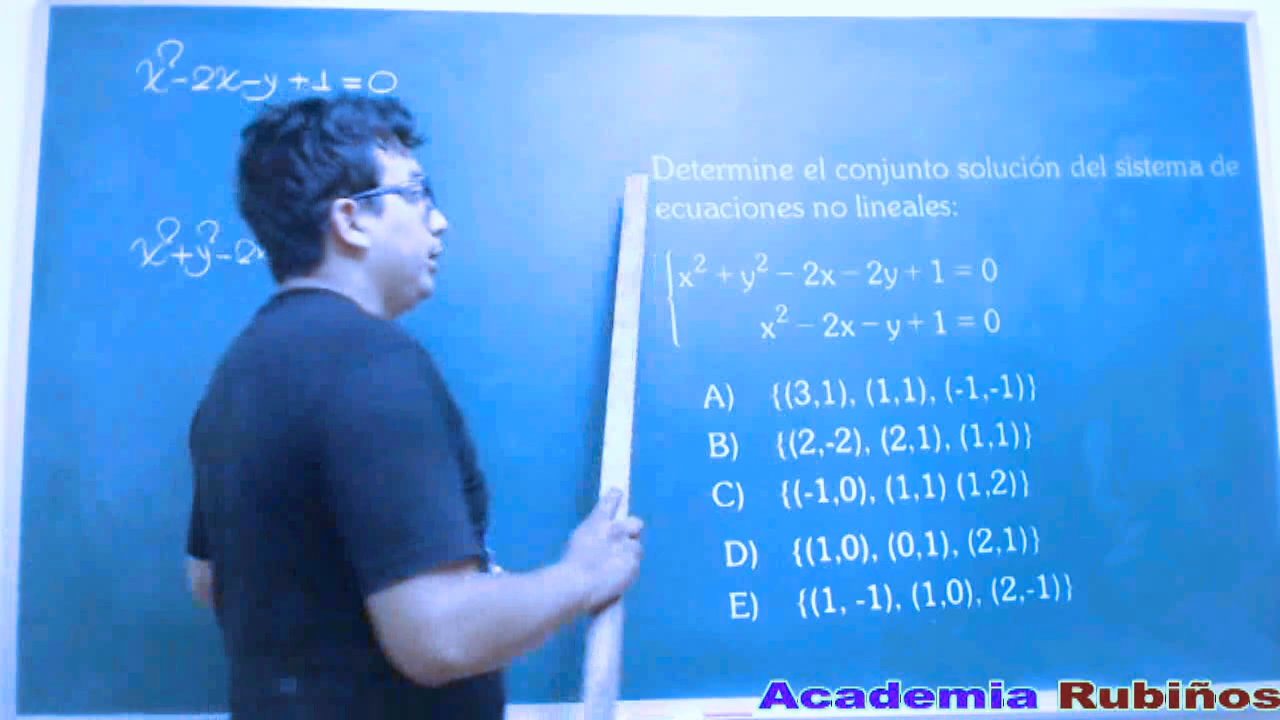 x²-2x-y+1=0
x²+y²-2x
Determine el conjunto solución del sistema de
ecuaciones no lineales:
x² + y² - 2x - 2y + 1 = 0
x² - 2x - y + 1 = 0
A) {(3,1), (1,1), (-1,-1)}
B) {(2,-2), (2,1), (1,1)}
C) {(-1,0), (1,1) (1,2)}
D) {(1,0), (0,1), (2,1)}
E) {(1, -1), (1,0), (2,-1)}
Academia Rubiños